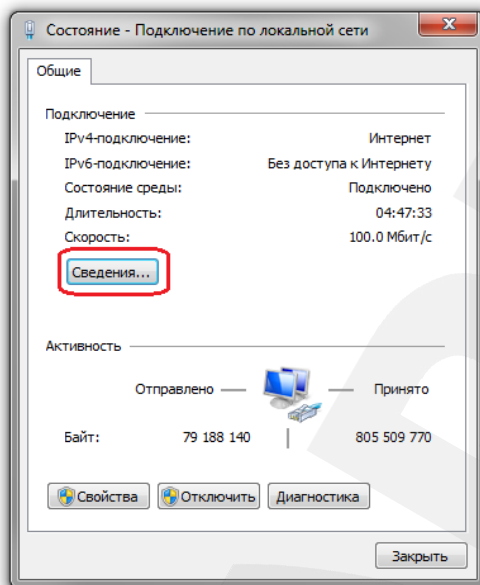 Состояние - Подключение по локальной сети
Общие
Подключение
IPv4-подключение: Интернет
IPv6-подключение: Без доступа к Интернету
Состояние среды: Подключено
Длительность: 04:47:33
Скорость: 100.0 Мбит/с
Сведения...
Активность
Отправлено — Принято
Байт: 79 188 140 805 509 770
Свойства Отключить Диагностика
Закрыть